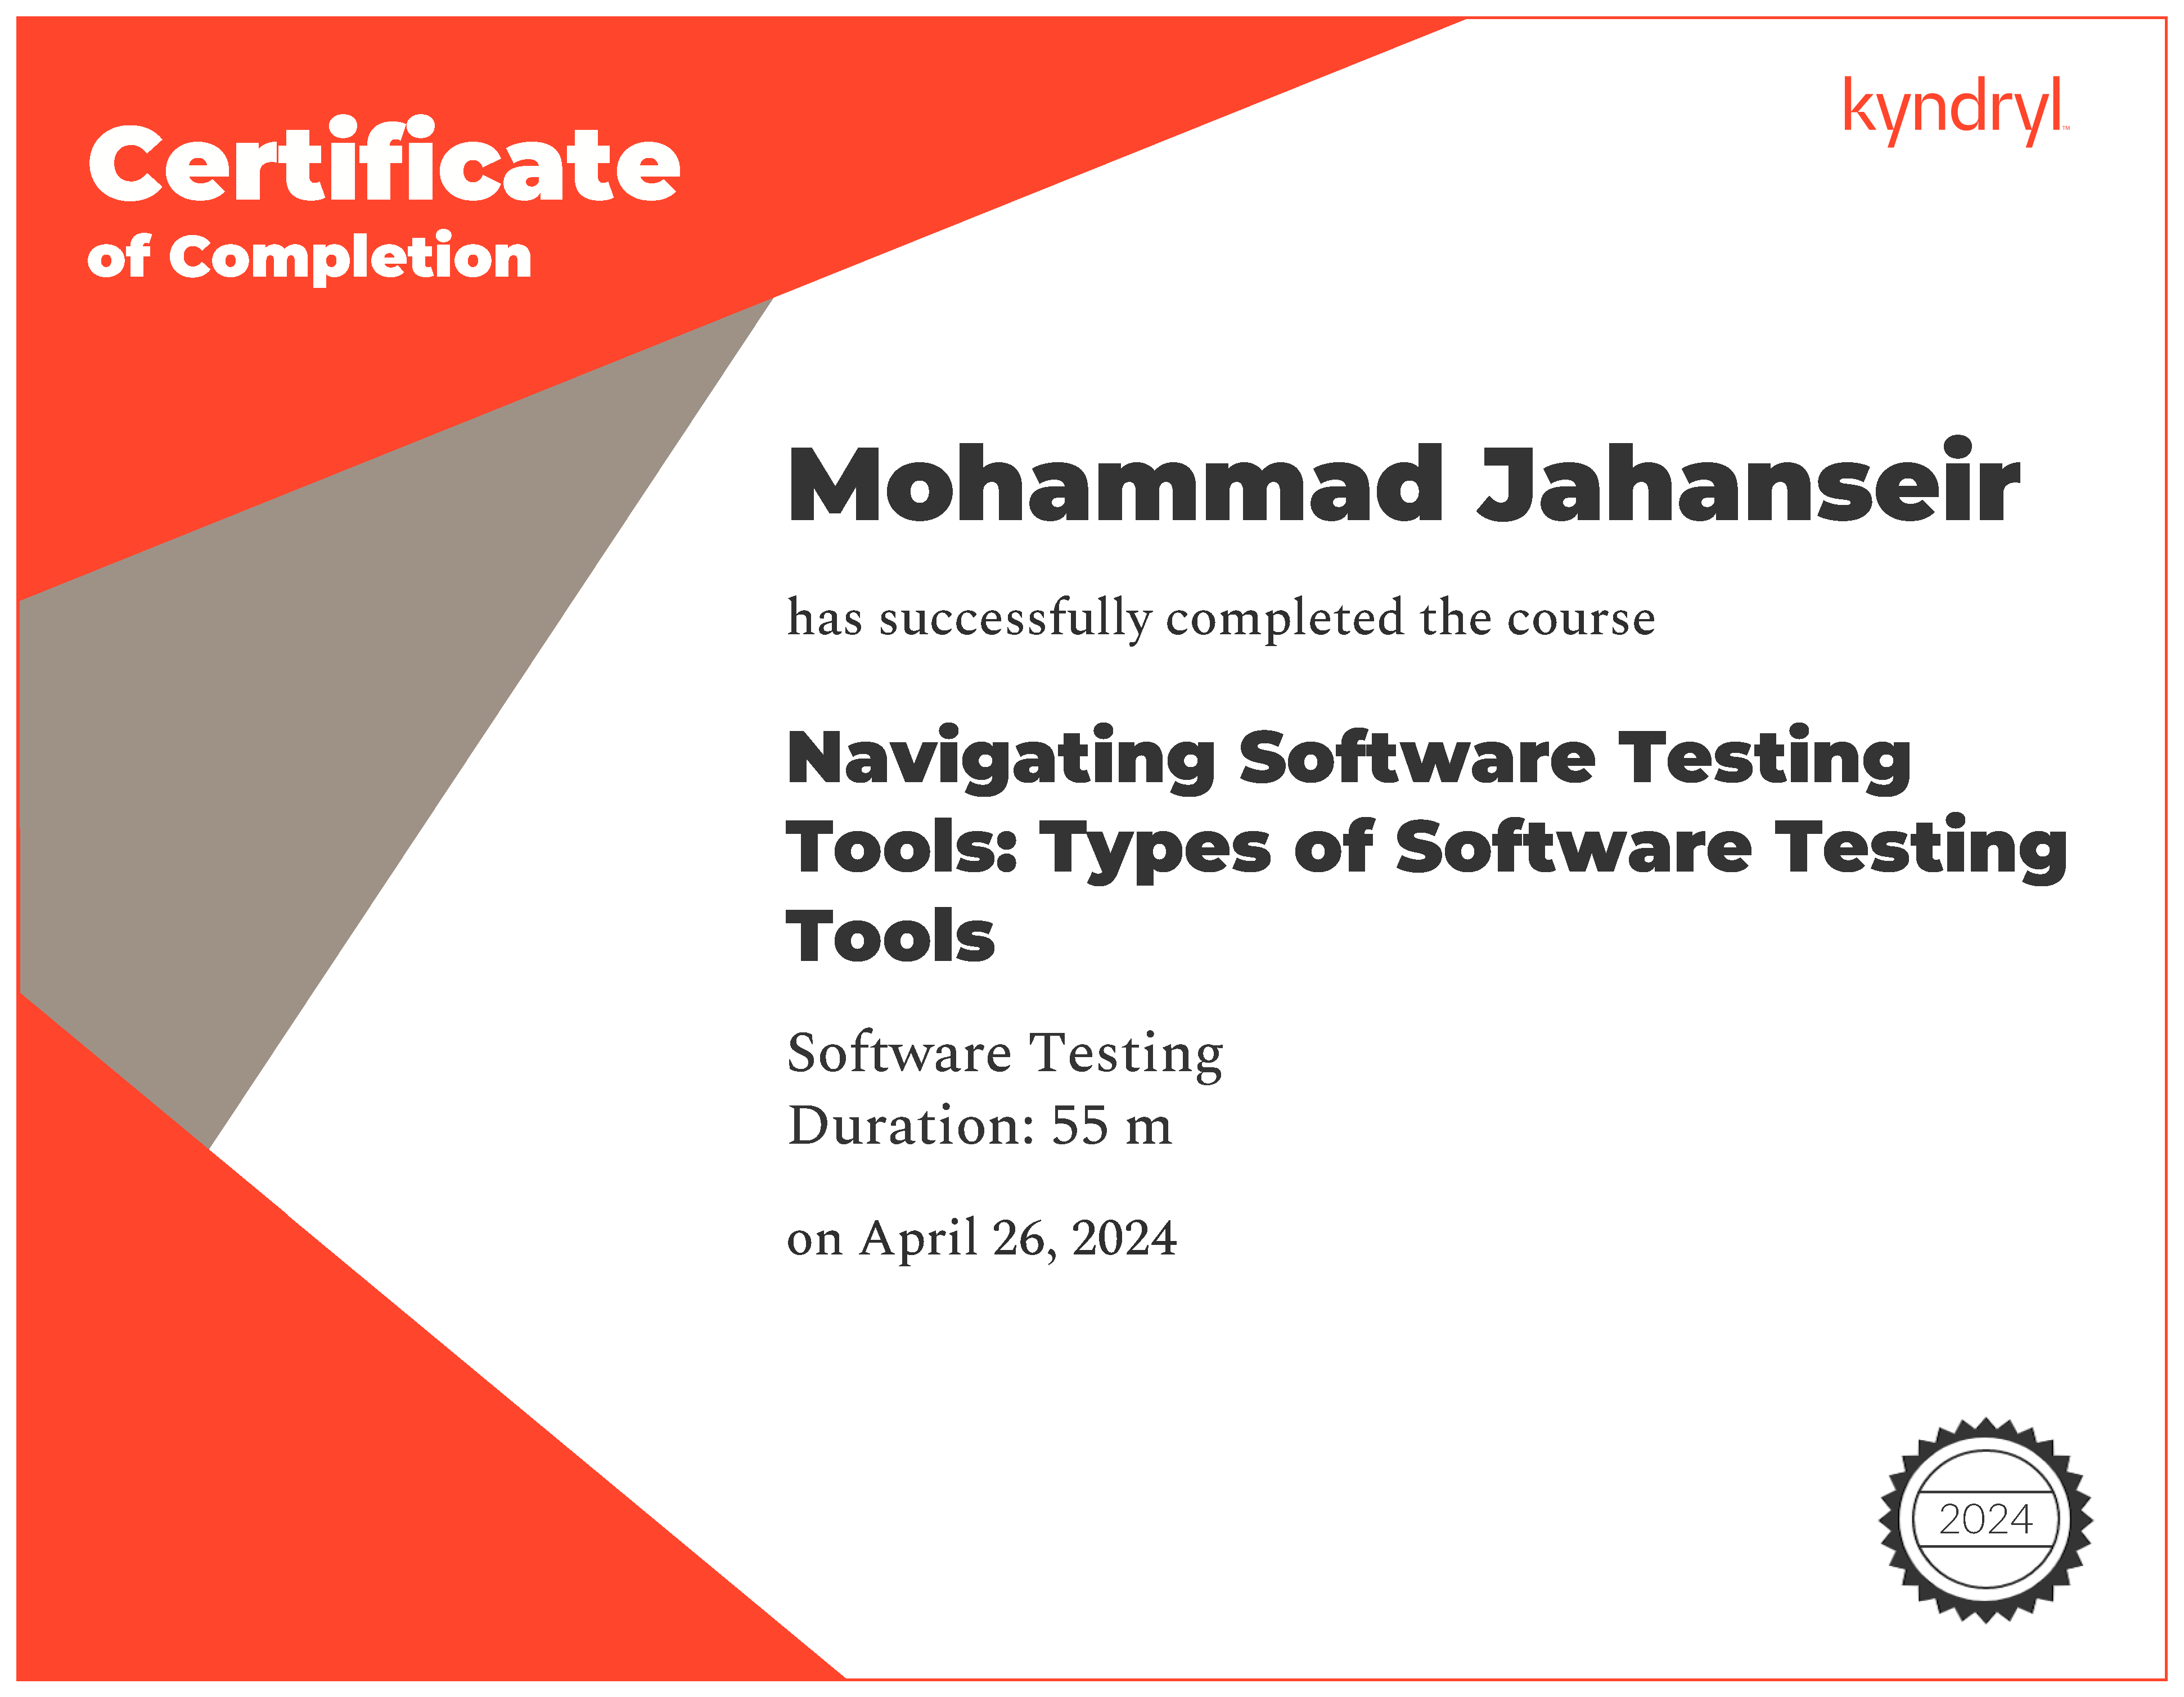 Certificate
of Completion
kyndryl™
Mohammad Jahanseir
has successfully completed the course
Navigating Software Testing
Tools: Types of Software Testing
Tools
Software Testing
Duration: 55 m
on April 26, 2024
2024